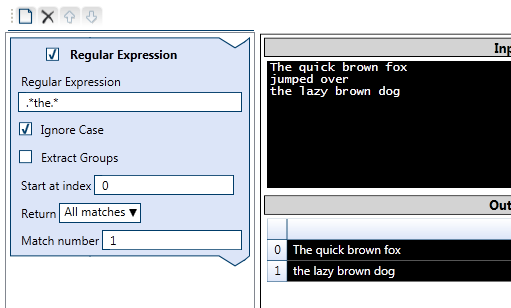 Regular Expression
Regular Expression
.*the.*
Ignore Case
Extract Groups
Start at index 0
Return All matches
Match number 1
Inp
The quick brown fox
jumped over
the lazy brown dog
Out
0 The quick brown fox
1 the lazy brown dog